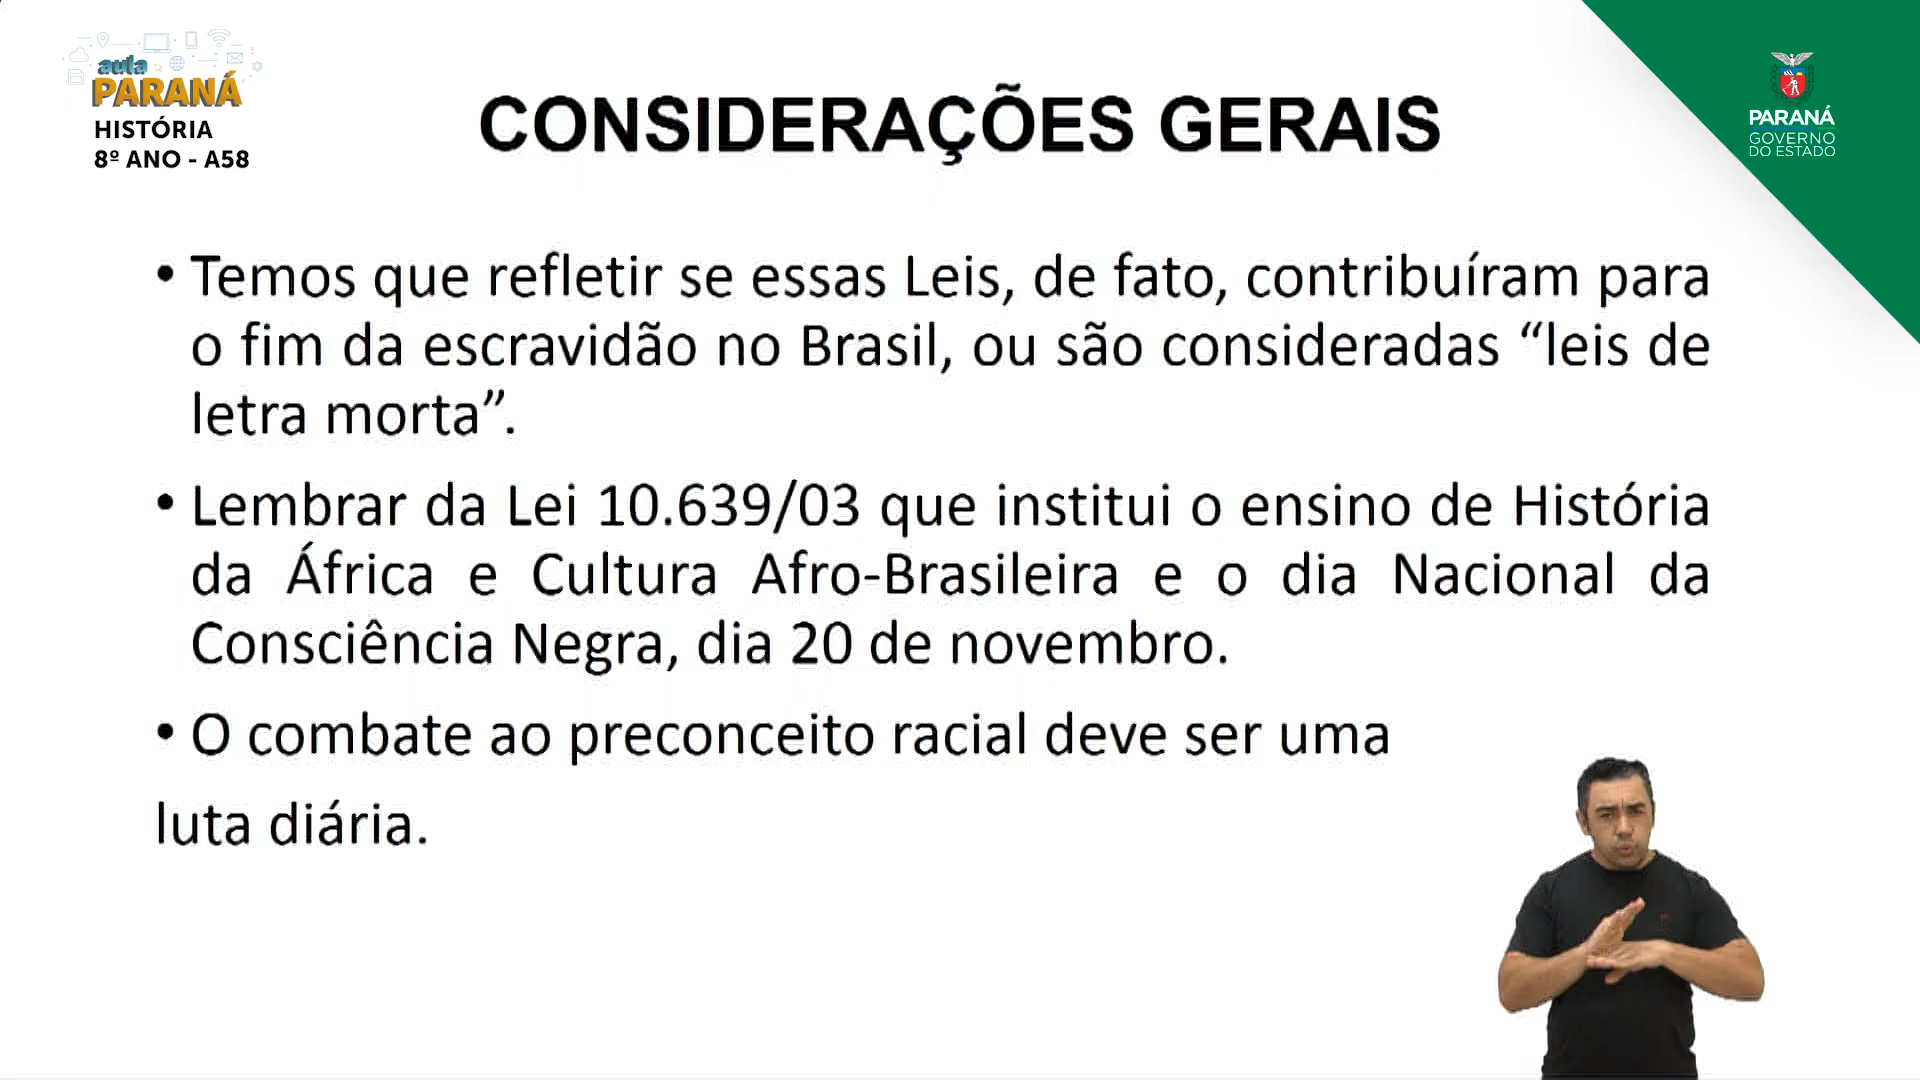 aula
PARANÁ
HISTÓRIA
8º ANO - A58
CONSIDERAÇÕES GERAIS
PARANÁ
GOVERNO
DO ESTADO
• Temos que refletir se essas Leis, de fato, contribuíram para
o fim da escravidão no Brasil, ou são consideradas “leis de
letra morta”.
• Lembrar da Lei 10.639/03 que institui o ensino de História
da África e Cultura Afro-Brasileira e o dia Nacional da
Consciência Negra, dia 20 de novembro.
• O combate ao preconceito racial deve ser uma
luta diária.